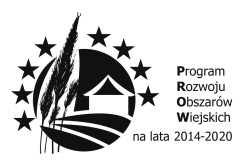 Program
Rozwoju
Obszarów
Wiejskich
na lata 2014-2020